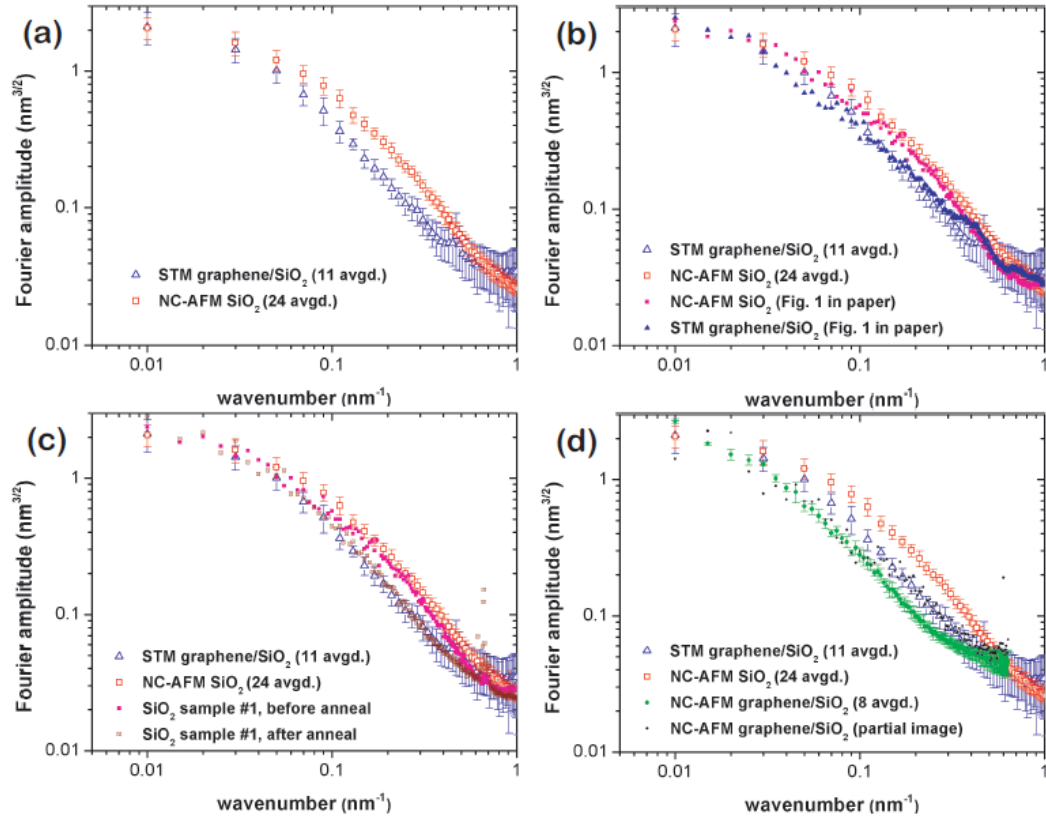 (a)
Fourier amplitude (nm3/2)
1
0.1
0.01
STM graphene/SiO2 (11 avgd.)
NC-AFM SiO2 (24 avgd.)
0.01 0.1 1
wavenumber (nm-1)
(b)
Fourier amplitude (nm3/2)
1
0.1
0.01
STM graphene/SiO2 (11 avgd.)
NC-AFM SiO2 (24 avgd.)
NC-AFM SiO2 (Fig. 1 in paper)
STM graphene/SiO2 (Fig. 1 in paper)
0.01 0.1 1
wavenumber (nm-1)
(c)
Fourier amplitude (nm3/2)
1
0.1
0.01
STM graphene/SiO2 (11 avgd.)
NC-AFM SiO2 (24 avgd.)
SiO2 sample #1, before anneal
SiO2 sample #1, after anneal
0.01 0.1 1
wavenumber (nm-1)
(d)
Fourier amplitude (nm3/2)
1
0.1
0.01
STM graphene/SiO2 (11 avgd.)
NC-AFM SiO2 (24 avgd.)
NC-AFM graphene/SiO2 (8 avgd.)
NC-AFM graphene/SiO2 (partial image)
0.01 0.1 1
wavenumber (nm-1)